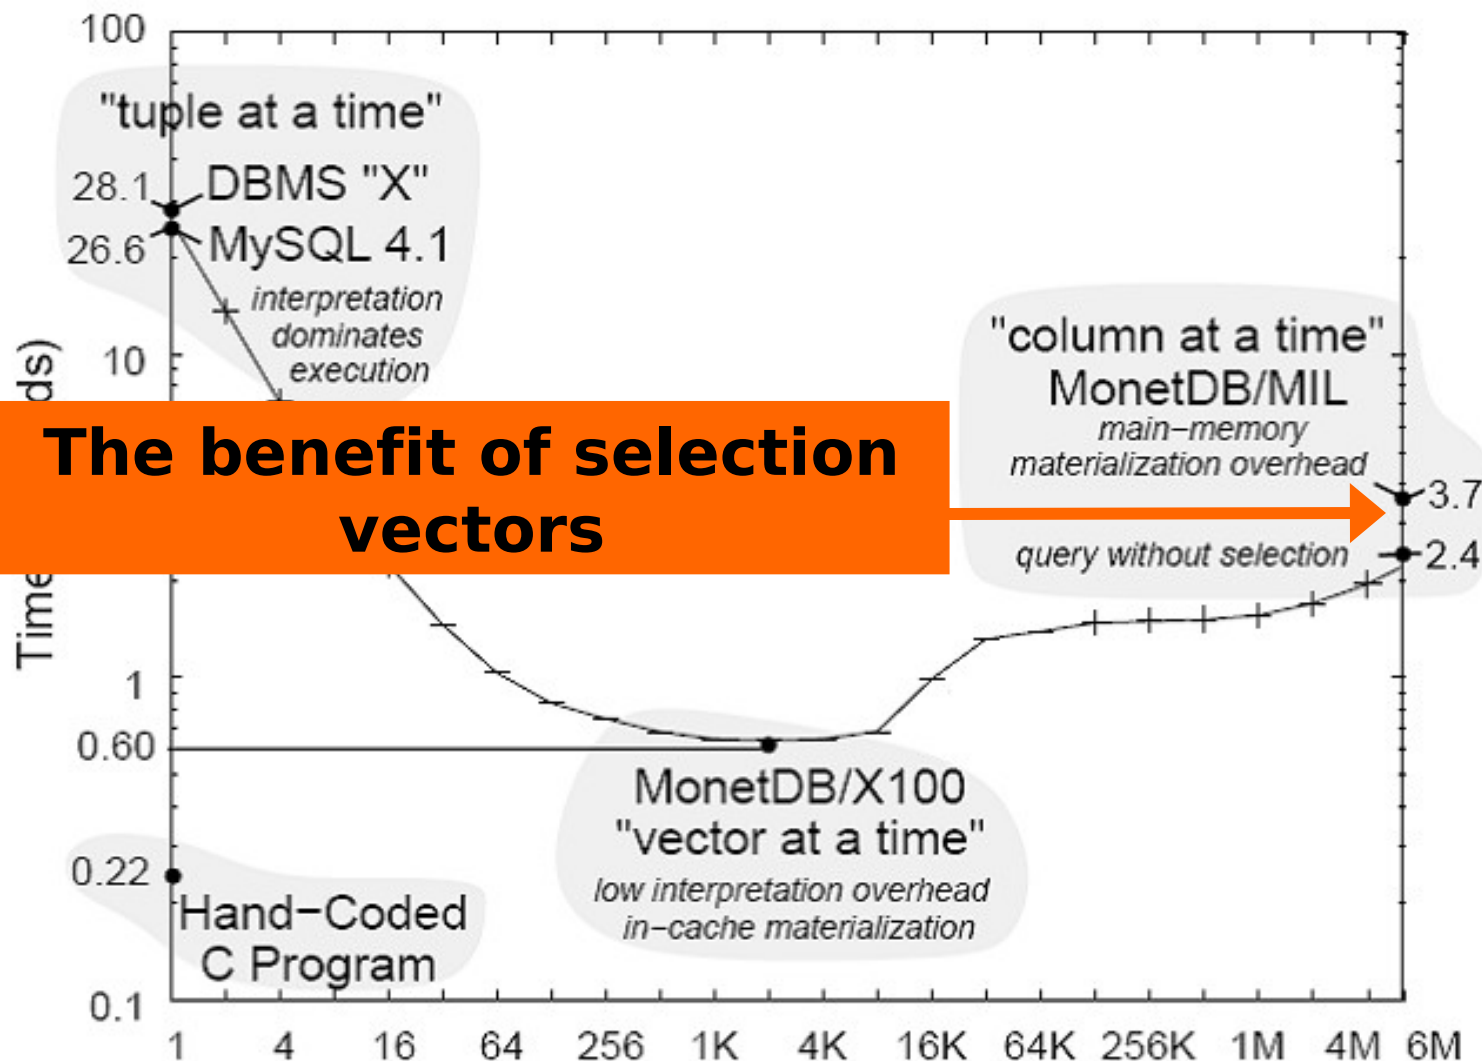 100
"tuple at a time"
28.1
DBMS "X"
26.6
MySQL 4.1
interpretation
dominates
execution
10
"column at a time"
MonetDB/MIL
main−memory
materialization overhead
3.7
The benefit of selection
vectors
query without selection
2.4
Time
ds)
1
0.60
MonetDB/X100
"vector at a time"
low interpretation overhead
in−cache materialization
0.22
Hand−Coded
C Program
0.1
1 4 16 64 256 1K 4K 16K 64K 256K 1M 4M 6M